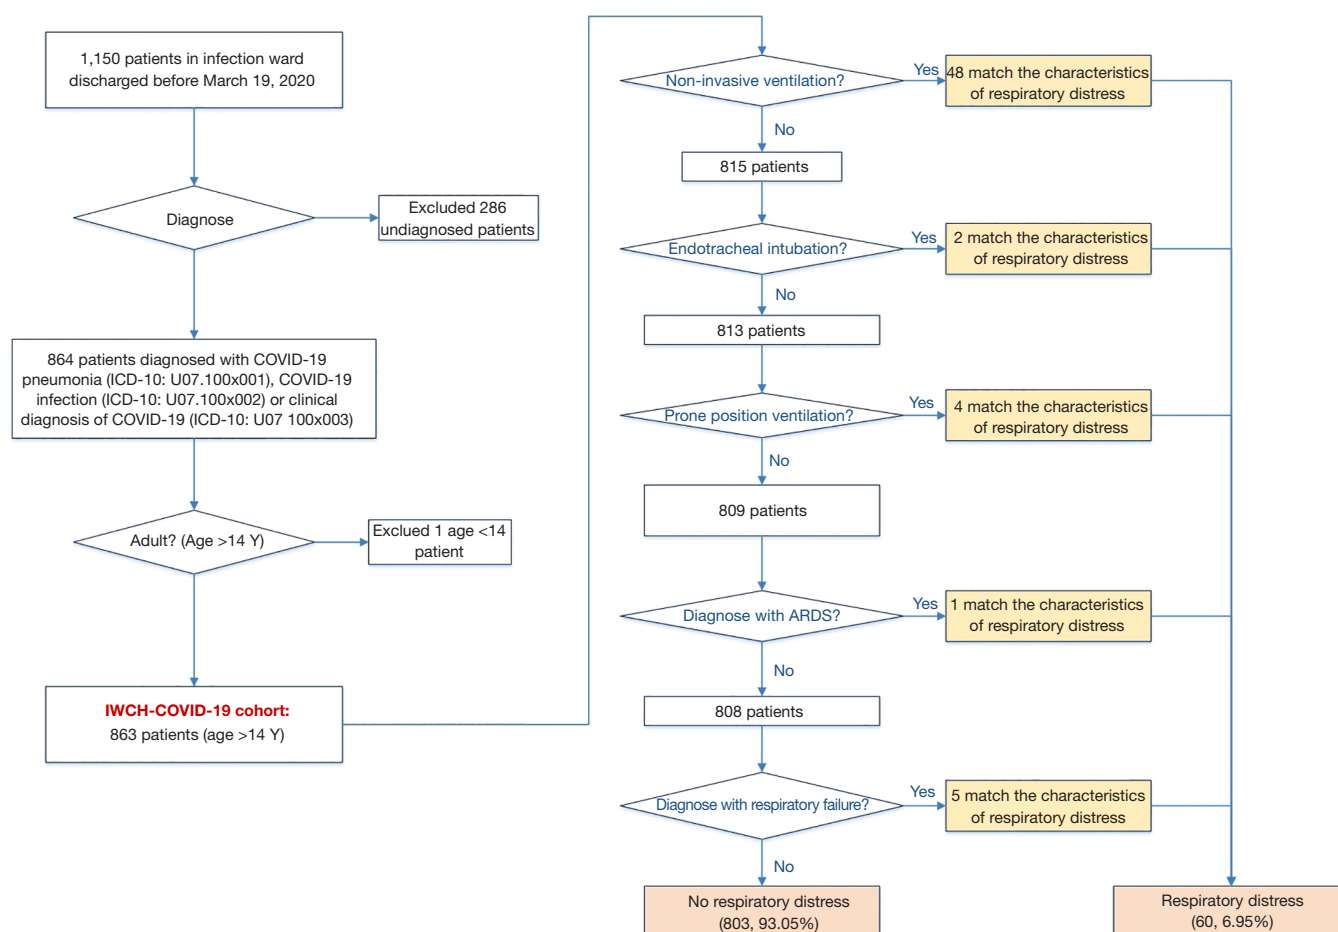 1,150 patients in infection ward
discharged before March 19, 2020
Diagnose
Excluded 286
undiagnosed patients
864 patients diagnosed with COVID-19
pneumonia (ICD-10: U07.100x001), COVID-19
infection (ICD-10: U07.100x002) or clinical
diagnosis of COVID-19 (ICD-10: U07 100x003)
Adult? (Age >14 Y)
Exclued 1 age <14
patient
IWCH-COVID-19 cohort:
863 patients (age >14 Y)
Non-invasive ventilation?
Yes
48 match the characteristics
of respiratory distress
No
815 patients
Endotracheal intubation?
Yes
2 match the characteristics
of respiratory distress
No
813 patients
Prone position ventilation?
Yes
4 match the characteristics
of respiratory distress
No
809 patients
Diagnose with ARDS?
Yes
1 match the characteristics
of respiratory distress
No
808 patients
Diagnose with respiratory failure?
Yes
5 match the characteristics
of respiratory distress
No
No respiratory distress
(803, 93.05%)
Respiratory distress
(60, 6.95%)